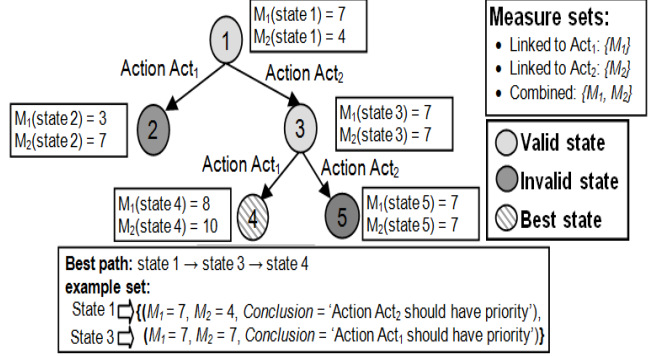 M₁(state 1) = 7
M₂(state 1) = 4
1
Action Act₁
Action Act₂
M₁(state 2) = 3
M₂(state 2) = 7
2
3
M₁(state 3) = 7
M₂(state 3) = 7
Action Act₁
Action Act₂
M₁(state 4) = 8
M₂(state 4) = 10
4
5
M₁(state 5) = 7
M₂(state 5) = 7
Measure sets:
• Linked to Act₁: {M₁}
• Linked to Act₂: {M₂}
• Combined: {M₁, M₂}
Valid state
Invalid state
Best state
Best path: state 1 → state 3 → state 4
example set:
State 1 ⇨ {(M₁ = 7, M₂ = 4, Conclusion = ‘Action Act₂ should have priority’),
State 3 ⇨ (M₁ = 7, M₂ = 7, Conclusion = ‘Action Act₁ should have priority’)}